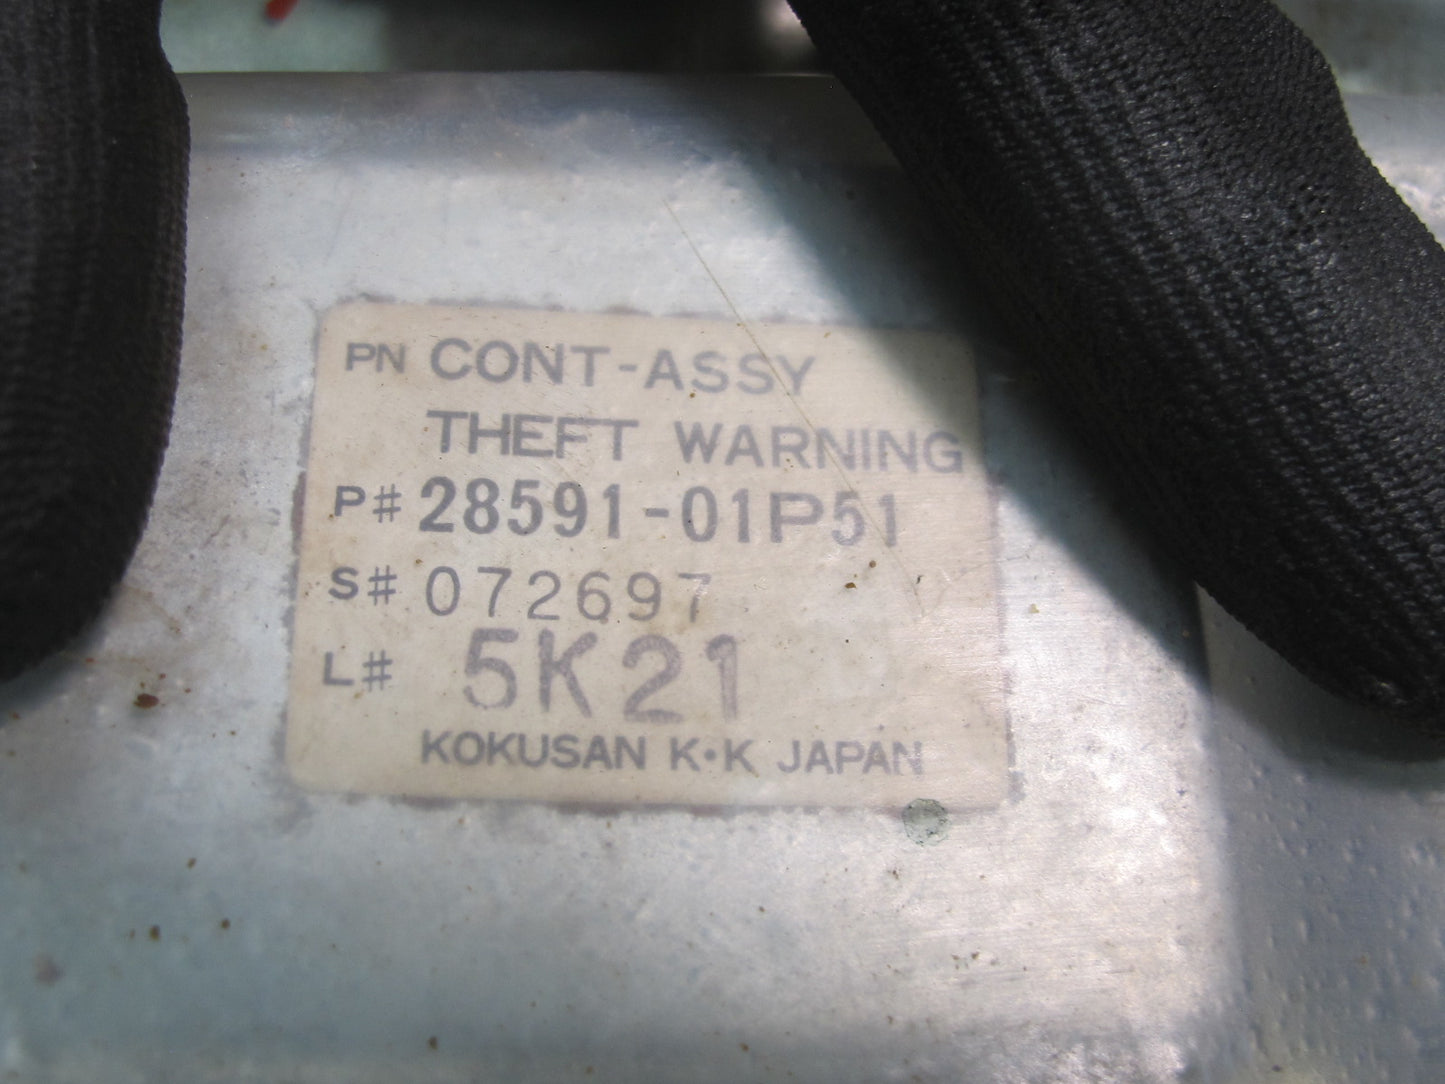 PN CONT-ASSY
THEFT WARNING
P# 28591-01P51
S# 072697
L# 5K21
KOKUSAN K·K JAPAN